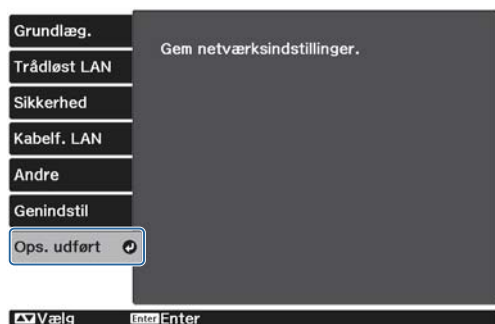 Grundlæg.
Trådløst LAN
Sikkerhed
Kabelf. LAN
Andre
Genindstil
Ops. udført
Gem netværksindstillinger.
Vælg Enter Enter